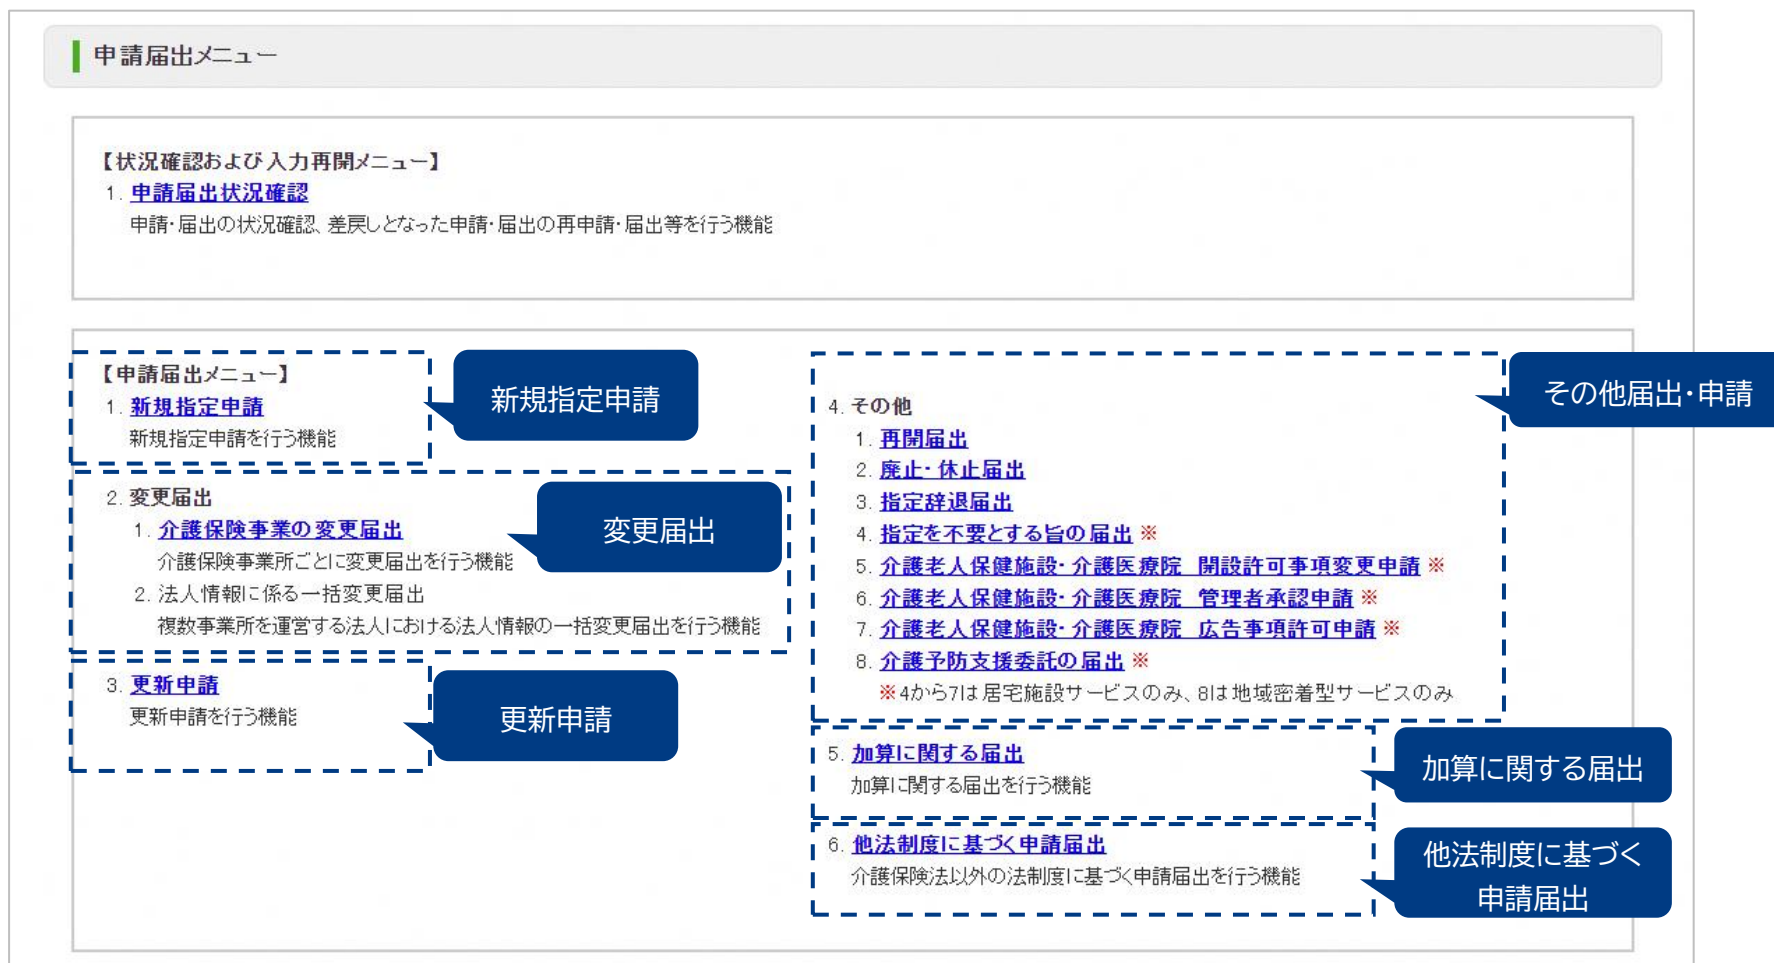 申請届出メニュー
【状況確認および入力再開メニュー】
1. 申請届出状況確認
申請・届出の状況確認、差戻しとなった申請・届出の再申請・届出等を行う機能
【申請届出メニュー】
1. 新規指定申請
新規指定申請を行う機能
新規指定申請
2. 変更届出
1. 介護保険事業の変更届出
介護保険事業所ごとに変更届出を行う機能
2. 法人情報に係る一括変更届出
複数事業所を運営する法人における法人情報の一括変更届出を行う機能
変更届出
3. 更新申請
更新申請を行う機能
更新申請
4. その他
1. 再開届出
2. 廃止・休止届出
3. 指定辞退届出
4. 指定を不要とする旨の届出 ※
5. 介護老人保健施設・介護医療院 開設許可事項変更申請 ※
6. 介護老人保健施設・介護医療院 管理者承認申請 ※
7. 介護老人保健施設・介護医療院 広告事項許可申請 ※
8. 介護予防支援委託の届出 ※
※4から7は居宅施設サービスのみ、8は地域密着型サービスのみ
その他届出・申請
5. 加算に関する届出
加算に関する届出を行う機能
加算に関する届出
6. 他法制度に基づく申請届出
介護保険法以外の法制度に基づく申請届出を行う機能
他法制度に基づく
申請届出